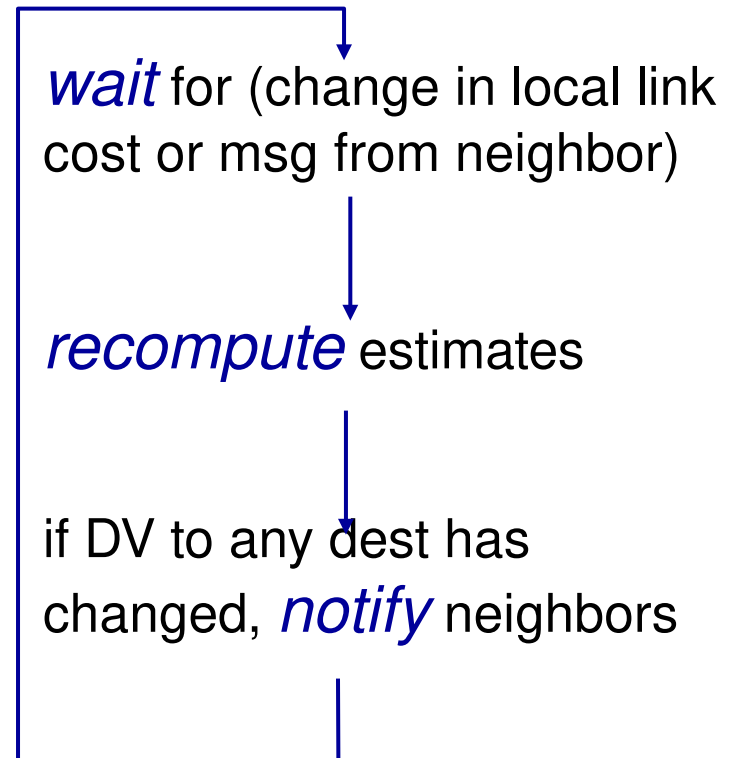 wait for (change in local link
cost or msg from neighbor)
recompute estimates
if DV to any dest has
changed, notify neighbors